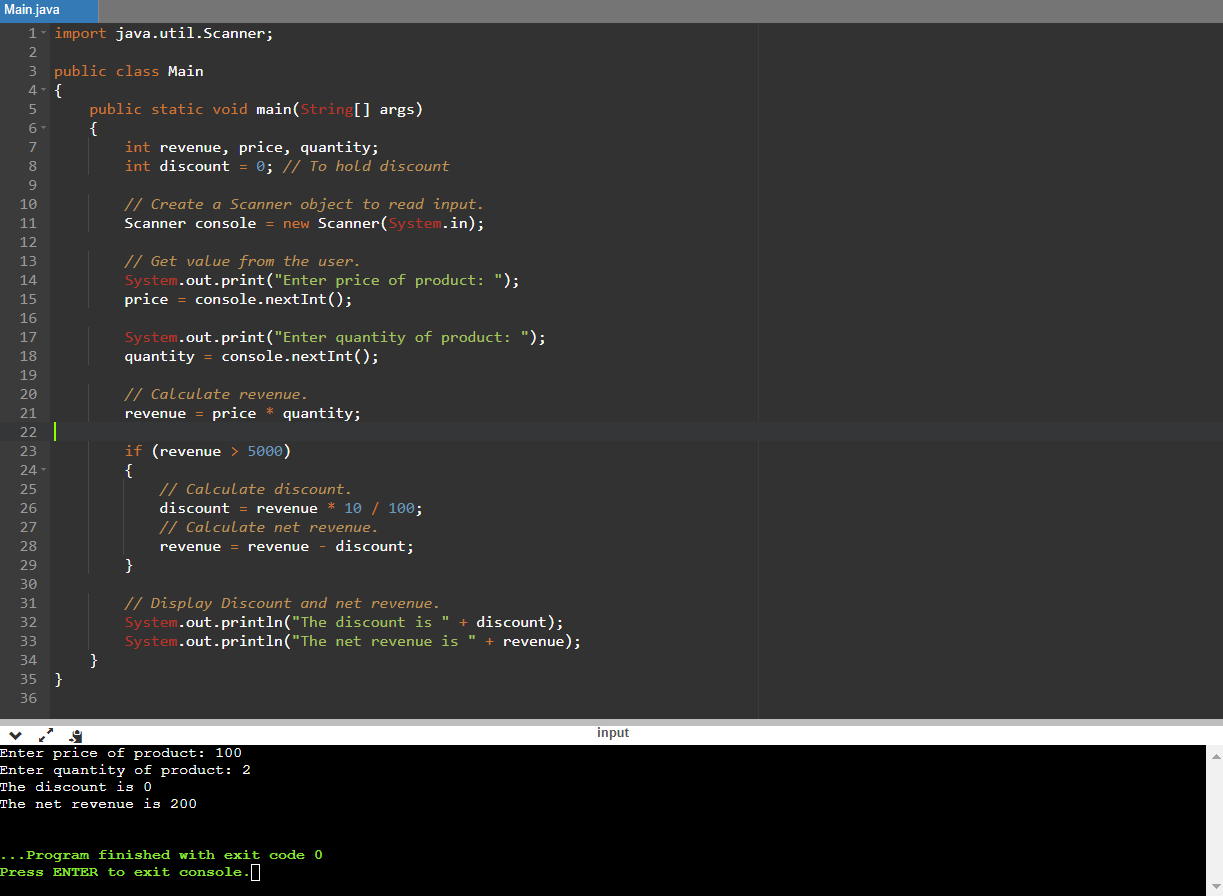 Main.java
1 import java.util.Scanner;
2
3 public class Main
4 {
5     public static void main(String[] args)
6     {
7         int revenue, price, quantity;
8         int discount = 0; // To hold discount
9
10         // Create a Scanner object to read input.
11         Scanner console = new Scanner(System.in);
12
13         // Get value from the user.
14         System.out.print("Enter price of product: ");
15         price = console.nextInt();
16
17         System.out.print("Enter quantity of product: ");
18         quantity = console.nextInt();
19
20         // Calculate revenue.
21         revenue = price * quantity;
22
23         if (revenue > 5000)
24         {
25             // Calculate discount.
26             discount = revenue * 10 / 100;
27             // Calculate net revenue.
28             revenue = revenue - discount;
29         }
30
31         // Display Discount and net revenue.
32         System.out.println("The discount is " + discount);
33         System.out.println("The net revenue is " + revenue);
34     }
35 }
36
input
Enter price of product: 100
Enter quantity of product: 2
The discount is 0
The net revenue is 200
...Program finished with exit code 0
Press ENTER to exit console.